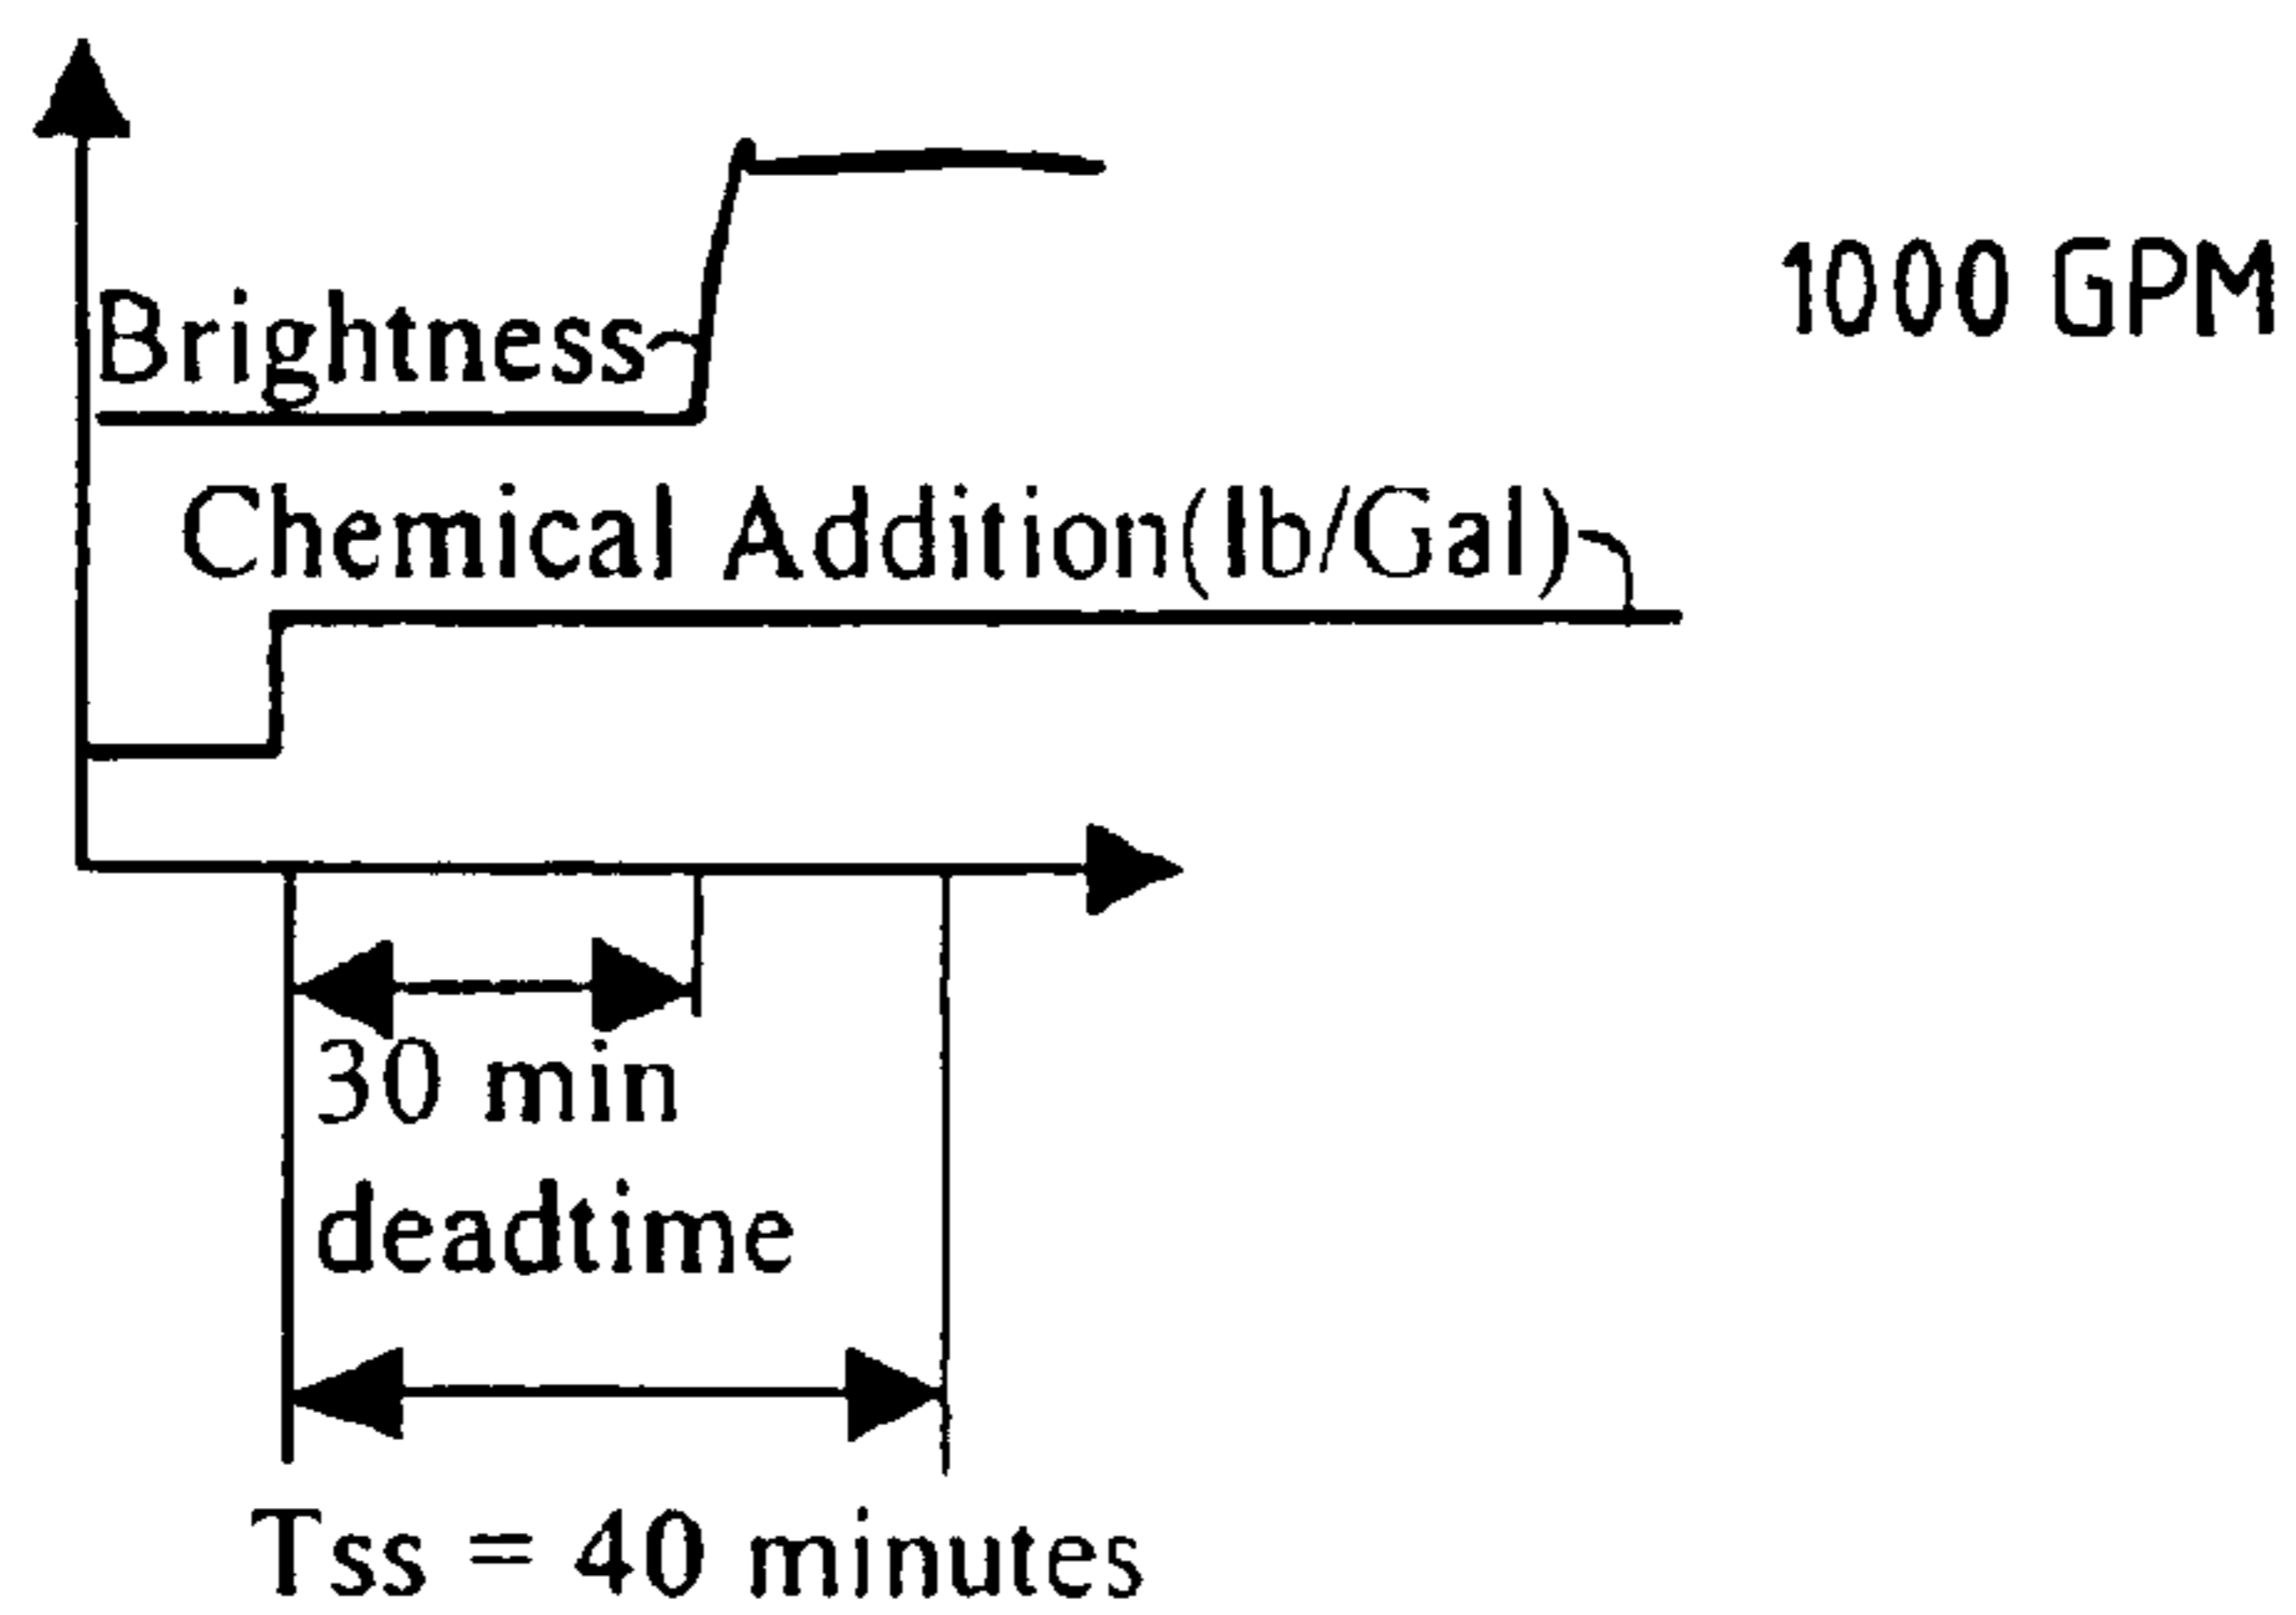 1000 GPM
Brightness
Chemical Addition(lb/Gal)
30 min
deadtime
Tss = 40 minutes